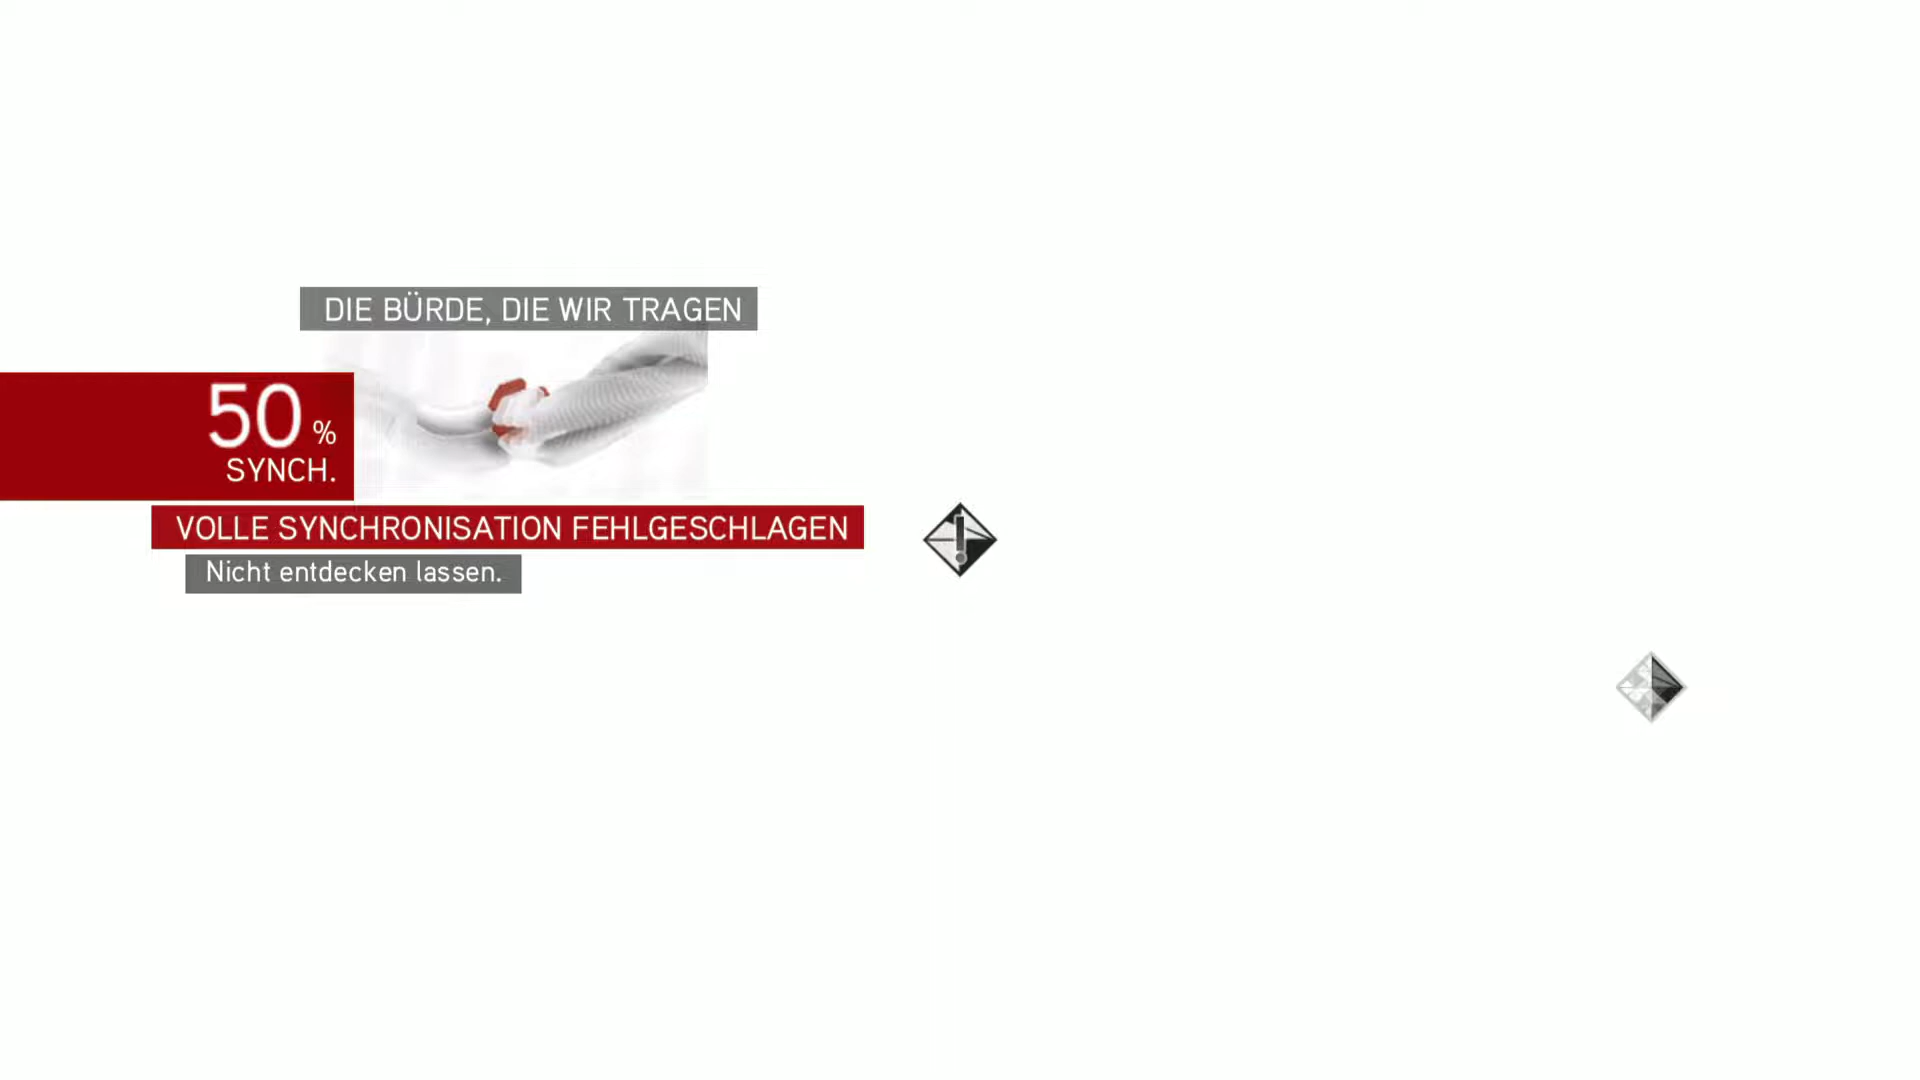 DIE BÜRDE, DIE WIR TRAGEN
50 %
SYNCH.
VOLLE SYNCHRONISATION FEHLGESCHLAGEN
Nicht entdecken lassen.